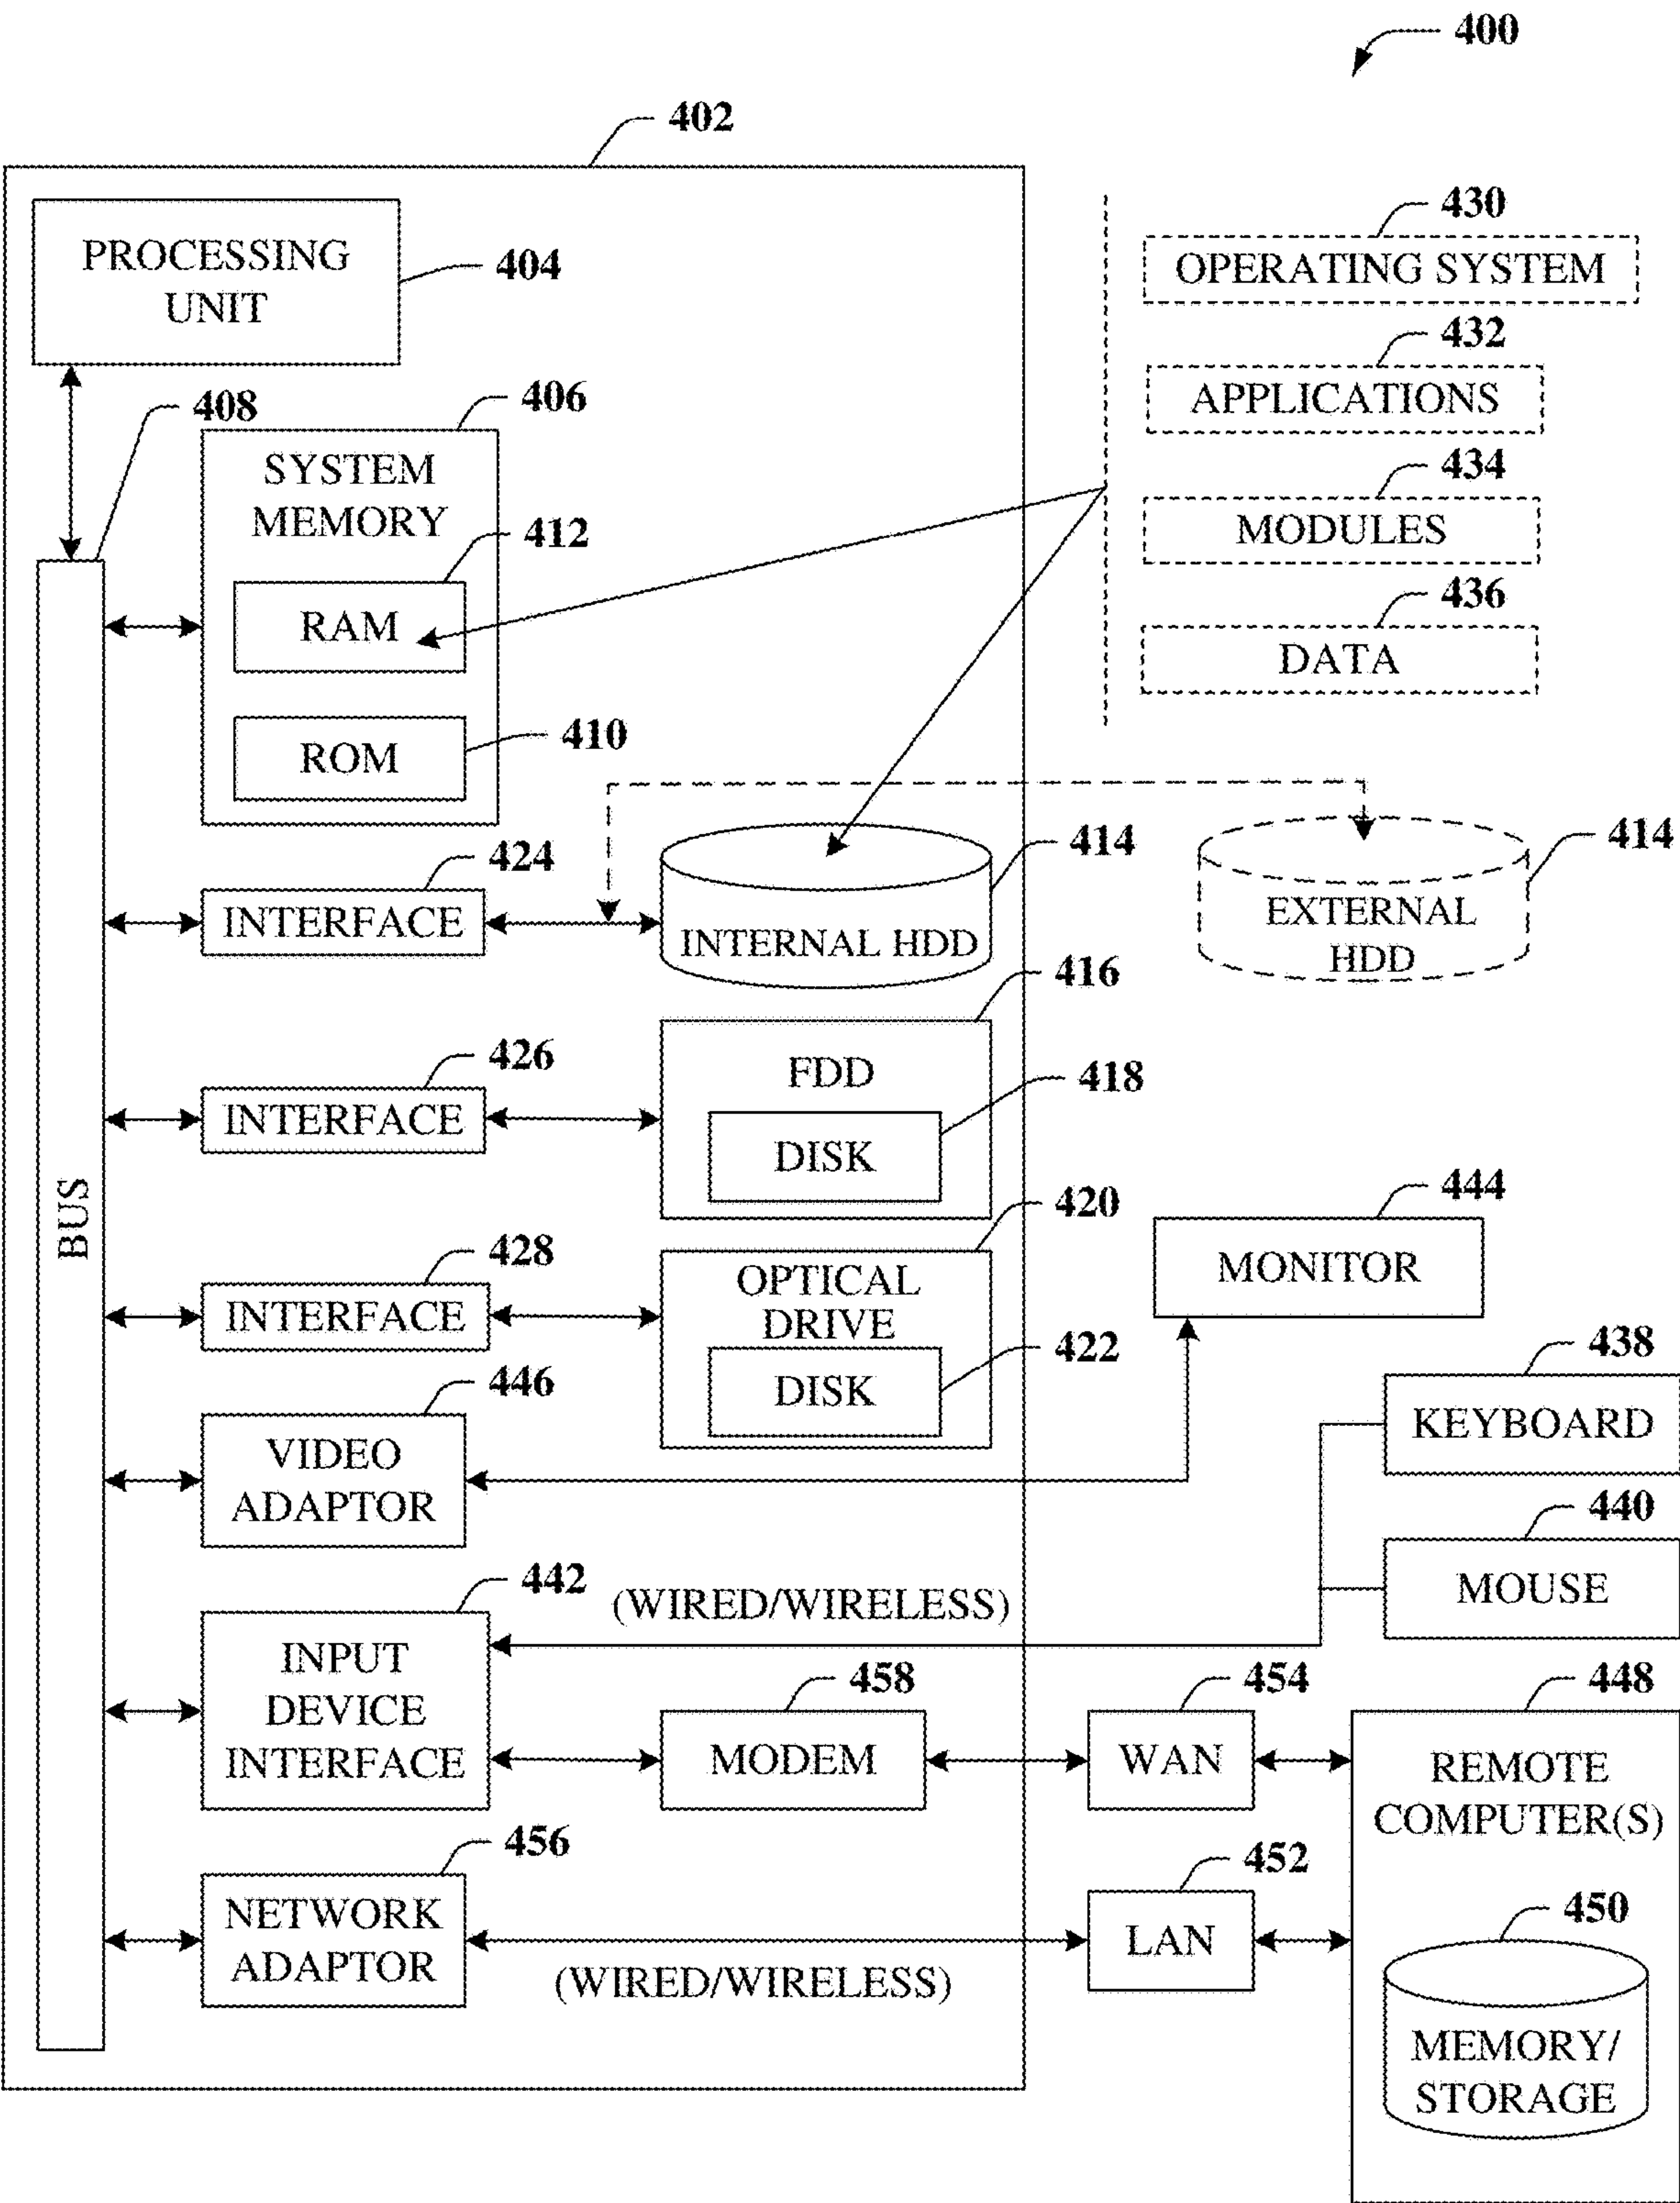 400
402
PROCESSING
UNIT
404
430
OPERATING SYSTEM
432
APPLICATIONS
434
MODULES
436
DATA
408
406
SYSTEM
MEMORY
412
RAM
ROM
410
BUS
424
INTERFACE
414
INTERNAL HDD
414
EXTERNAL
HDD
426
INTERFACE
416
FDD
418
DISK
428
INTERFACE
420
OPTICAL
DRIVE
422
DISK
444
MONITOR
446
VIDEO
ADAPTOR
438
KEYBOARD
440
MOUSE
442
INPUT
DEVICE
INTERFACE
(WIRED/WIRELESS)
458
MODEM
454
WAN
448
REMOTE
COMPUTER(S)
456
NETWORK
ADAPTOR
(WIRED/WIRELESS)
452
LAN
450
MEMORY/
STORAGE